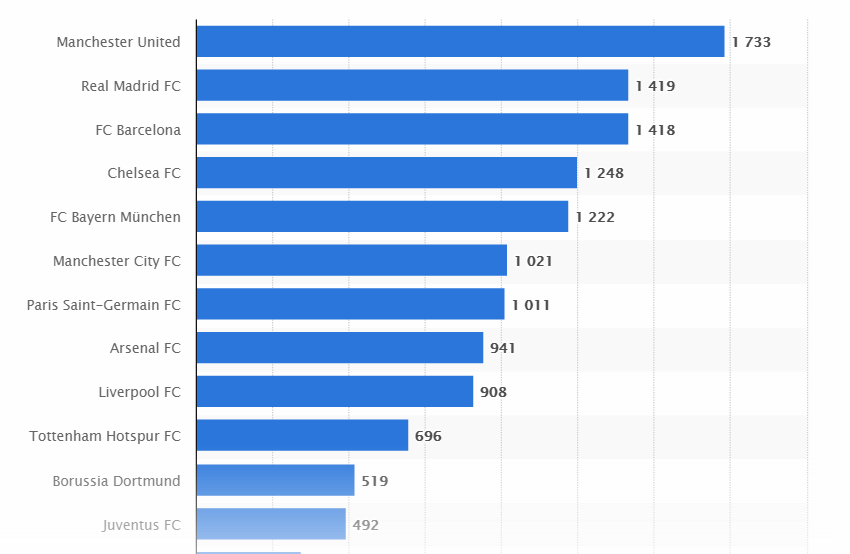 Manchester United 1 733
Real Madrid FC 1 419
FC Barcelona 1 418
Chelsea FC 1 248
FC Bayern München 1 222
Manchester City FC 1 021
Paris Saint-Germain FC 1 011
Arsenal FC 941
Liverpool FC 908
Tottenham Hotspur FC 696
Borussia Dortmund 519
Juventus FC 492